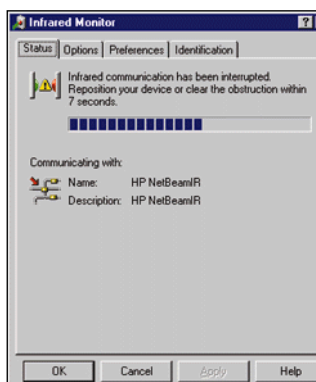 Infrared Monitor
Status Options Preferences Identification
Infrared communication has been interrupted.
Reposition your device or clear the obstruction within
7 seconds.
Communicating with:
Name: HP NetBeamIR
Description: HP NetBeamIR
OK Cancel Apply Help